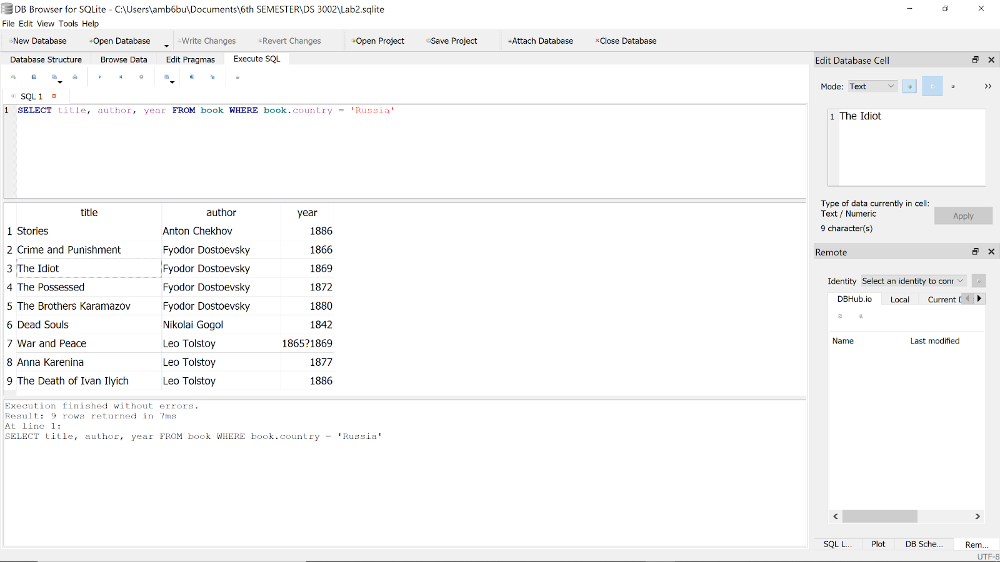 DB Browser for SQLite - C:\Users\amb6bu\Documents\6th SEMESTER\DS 3002\Lab2.sqlite
File Edit View Tools Help
New Database Open Database Write Changes Revert Changes Open Project Save Project Attach Database Close Database
Database Structure Browse Data Edit Pragmas Execute SQL
SQL 1
1 SELECT title, author, year FROM book WHERE book.country = 'Russia'
title author year
1 Stories Anton Chekhov 1886
2 Crime and Punishment Fyodor Dostoevsky 1866
3 The Idiot Fyodor Dostoevsky 1869
4 The Possessed Fyodor Dostoevsky 1872
5 The Brothers Karamazov Fyodor Dostoevsky 1880
6 Dead Souls Nikolai Gogol 1842
7 War and Peace Leo Tolstoy 1865?1869
8 Anna Karenina Leo Tolstoy 1877
9 The Death of Ivan Ilyich Leo Tolstoy 1886
Execution finished without errors.
Result: 9 rows returned in 7ms
At line 1:
SELECT title, author, year FROM book WHERE book.country = 'Russia'
Edit Database Cell
Mode: Text
1 The Idiot
Type of data currently in cell:
Text / Numeric
9 character(s)
Apply
Remote
Identity Select an identity to conn
DBHub.io Local Current D
Name Last modified
SQL L... Plot DB Sche... Rem...
UTF-8